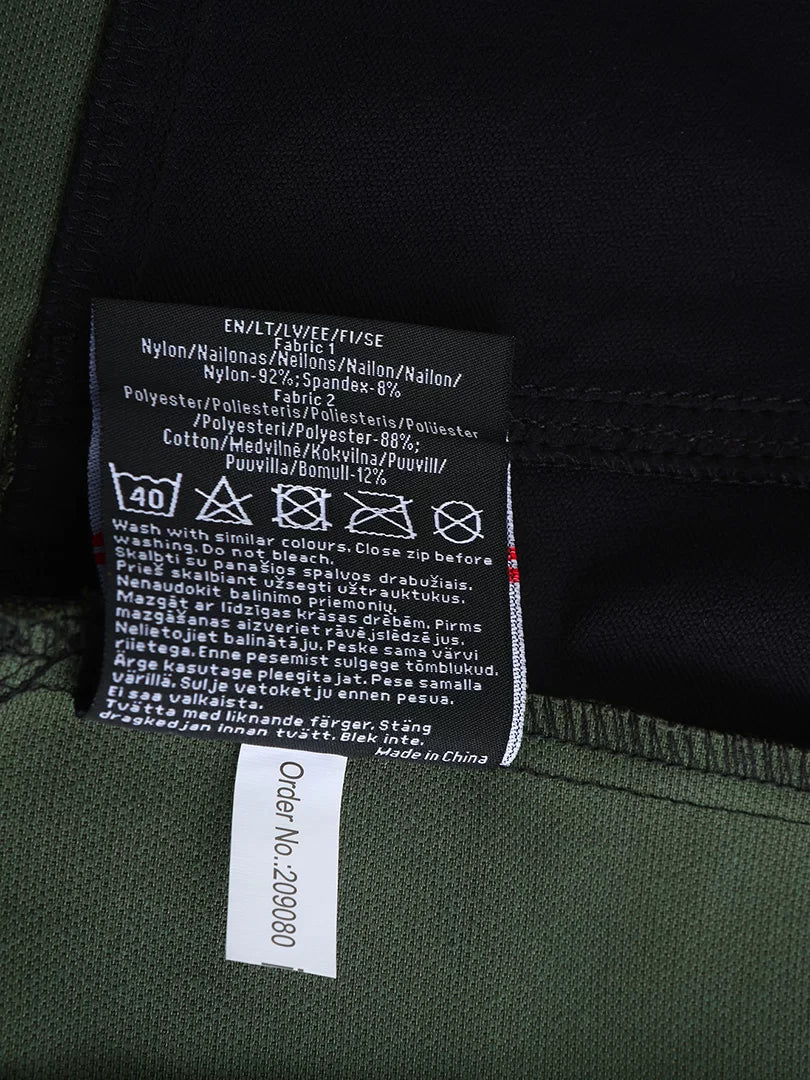 EN/LT/LV/EE/FI/SE
Fabric 1
Nylon/Nailonas/Neilons/Nailon/Nailon/
Nylon-92%;Spandex-8%
Fabric 2
Polyester/Poliesteris/Poliesteris/Polüester
/Polyesteri/Polyester-88%;
Cotton/Medvilnė/Kokvilna/Puuvill/
Puuvilla/Bomull-12%
40
Wash with similar colours. Close zip before
washing. Do not bleach.
Skalbti su panašios spalvos drabužiais.
Prieš skalbiant užsegti užtrauktukus.
Nenaudokit balinimo Priemonių.
Mazgāt ar līdzīgas krāsas drēbēm. Pirms
mazgāšanas aizveriet rāvējslēdzējus.
Nelietojiet balinātāju. Peske sama värvi
riietega. Enne pesemist sulgege tõmblukud.
Ärge kasutage pleegitajat. Pese samalla
värillä. Sulje vetoketju ennen pesua.
Ei saa valkaista.
Tvätta med liknande färger. Stäng
dragkedjan innan tvätt. Blek inte.
Made in China
Order No.:209080